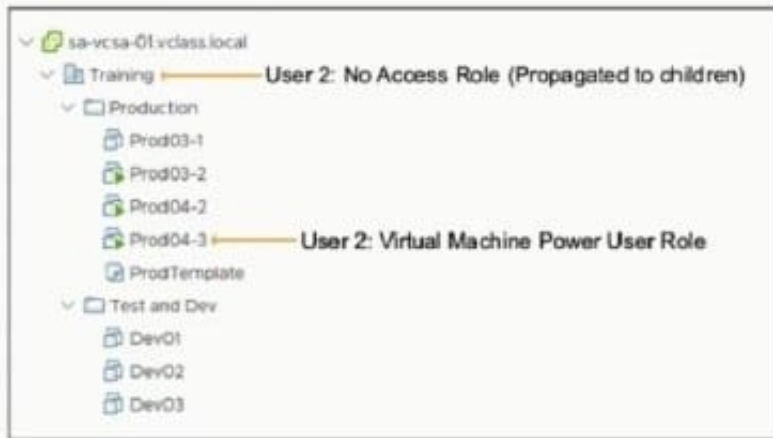 sa-vcsa-01.vclass.local
Training User 2: No Access Role (Propagated to children)
Production
Prod03-1
Prod03-2
Prod04-2
Prod04-3 User 2: Virtual Machine Power User Role
ProdTemplate
Test and Dev
Dev01
Dev02
Dev03